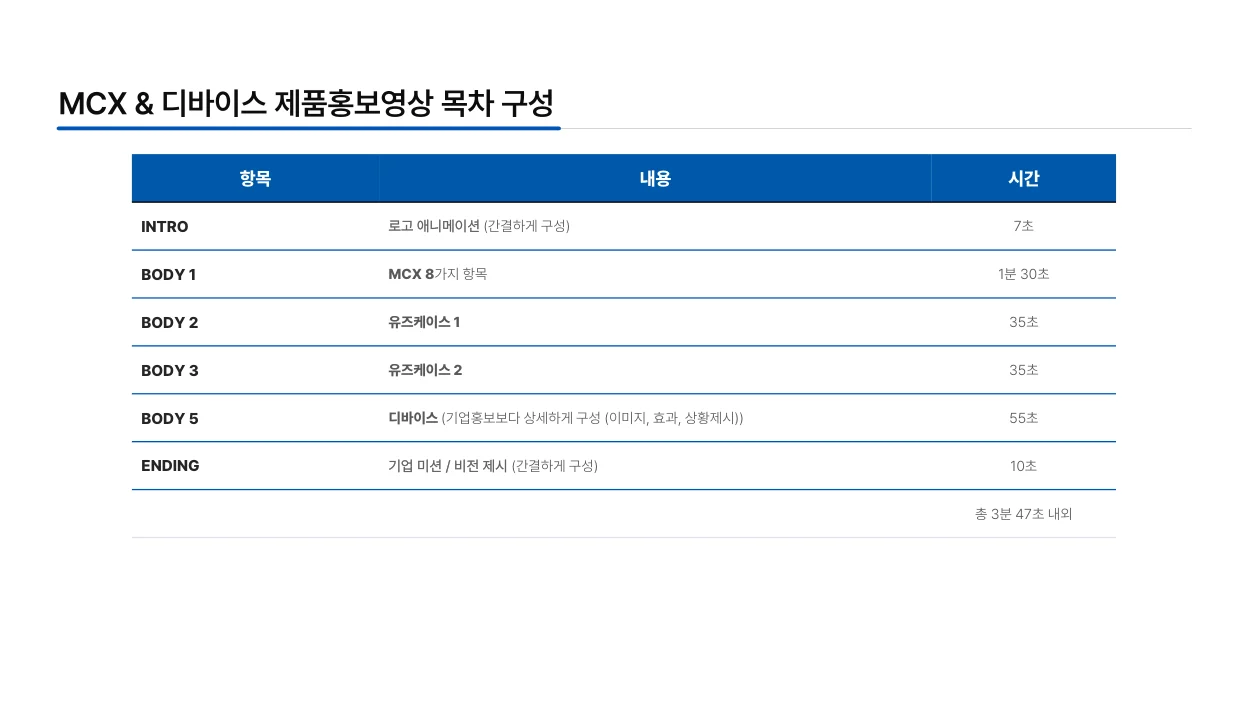 MCX & 디바이스 제품홍보영상 목차 구성
항목 내용 시간
INTRO 로고 애니메이션 (간결하게 구성) 7초
BODY 1 MCX 8가지 항목 1분 30초
BODY 2 유즈케이스 1 35초
BODY 3 유즈케이스 2 35초
BODY 5 디바이스 (기업홍보보다 상세하게 구성 (이미지, 효과, 상황제시)) 55초
ENDING 기업 미션 / 비전 제시 (간결하게 구성) 10초
총 3분 47초 내외